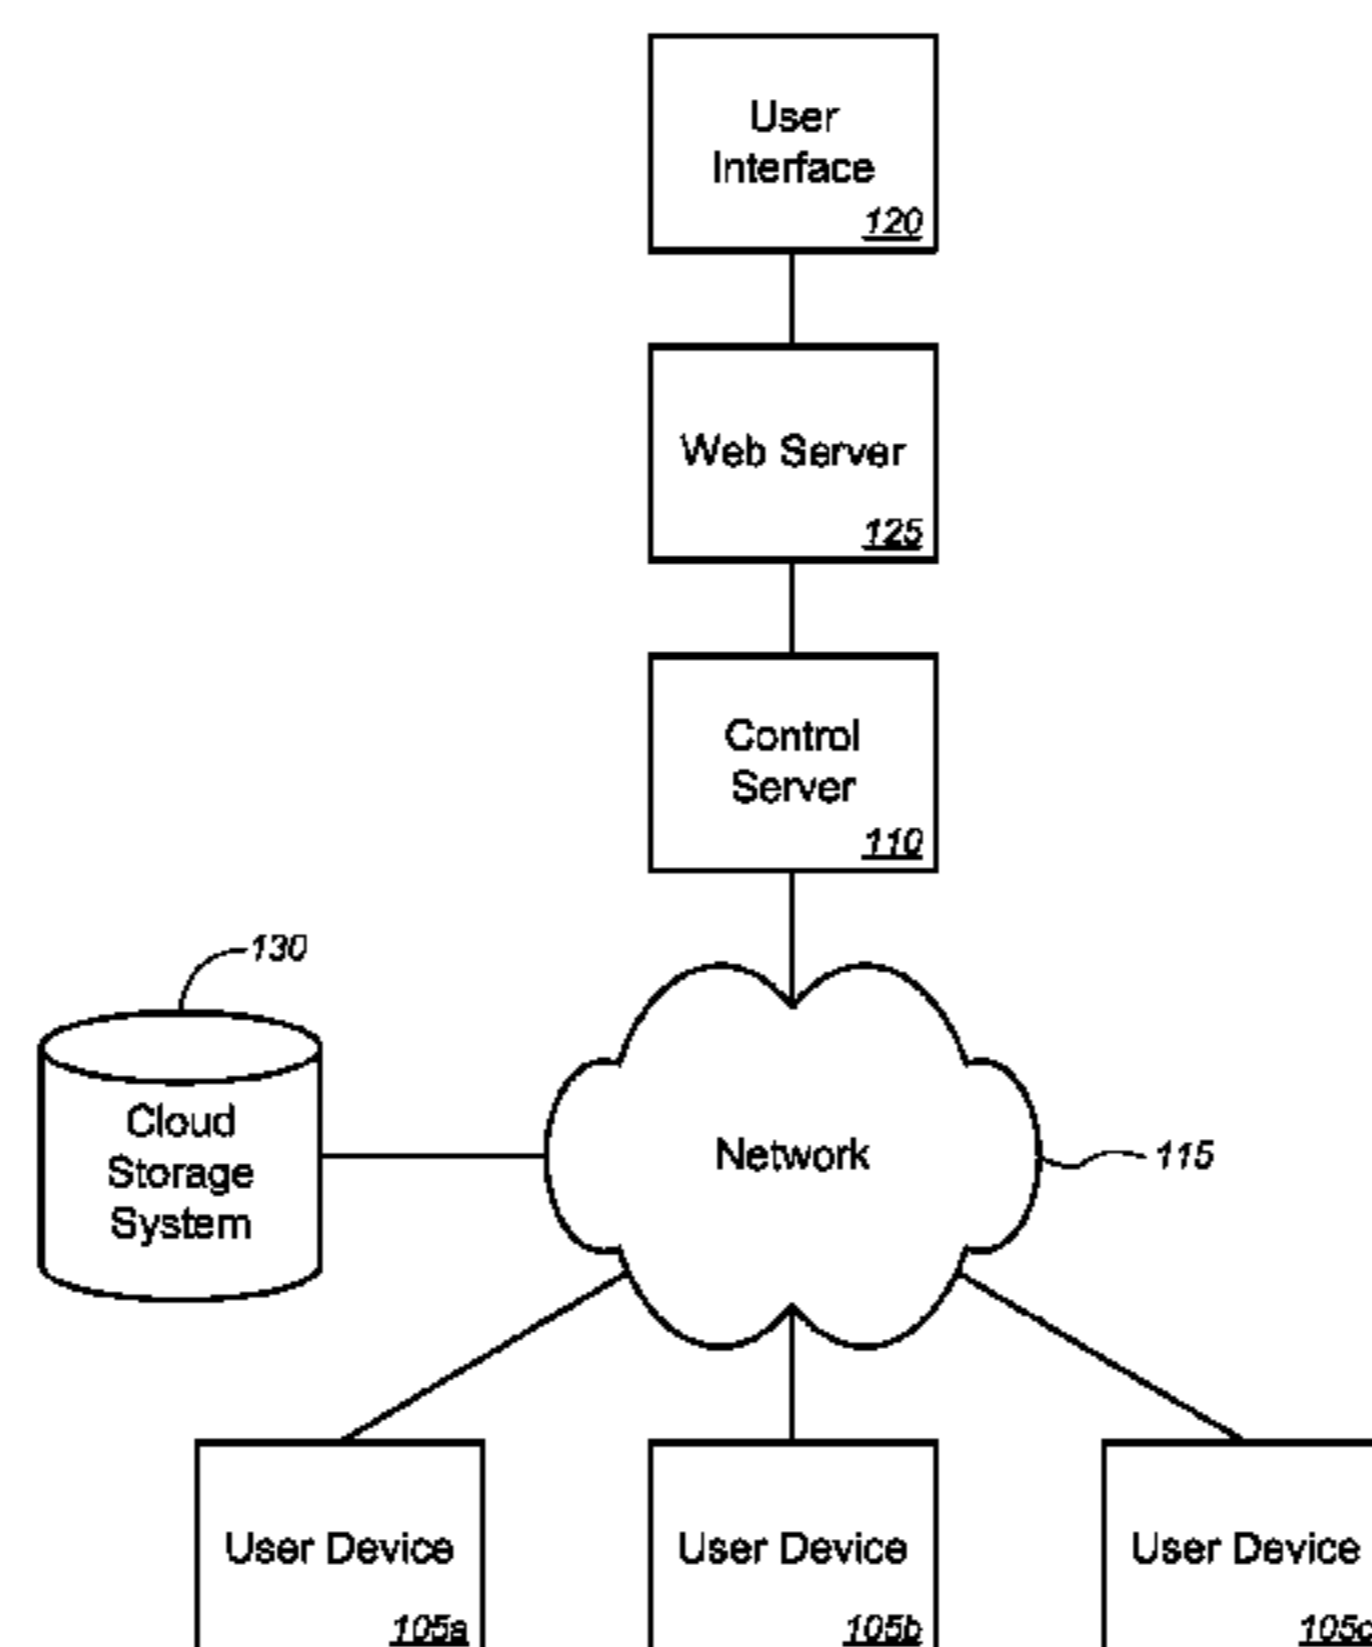 User
Interface
120
Web Server
125
Control
Server
110
130
Cloud
Storage
System
Network
115
User Device
105a
User Device
105b
User Device
105c